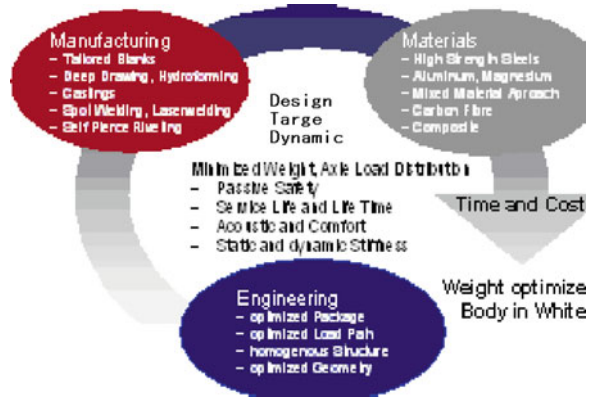 Manufacturing
– Tailored Blanks
– Deep Drawing, Hydroforming
– Castings
– Spot Welding, Laserwelding
– Self Pierce Riveting
Materials
– High Strength Steels
– Aluminum, Magnesium
– Mixed Material Aproach
– Carbon Fibre
– Composite
Design
Targe
Dynamic
Minimized Weight, Axle Load Distribution
– Passive Safety
– Service Life and Life Time
– Acoustic and Comfort
– Static and dynamic Stiffness
Time and Cost
Weight optimize
Body in White
Engineering
– optimized Package
– optimized Load Path
– homogenous Structure
– optimized Geometry